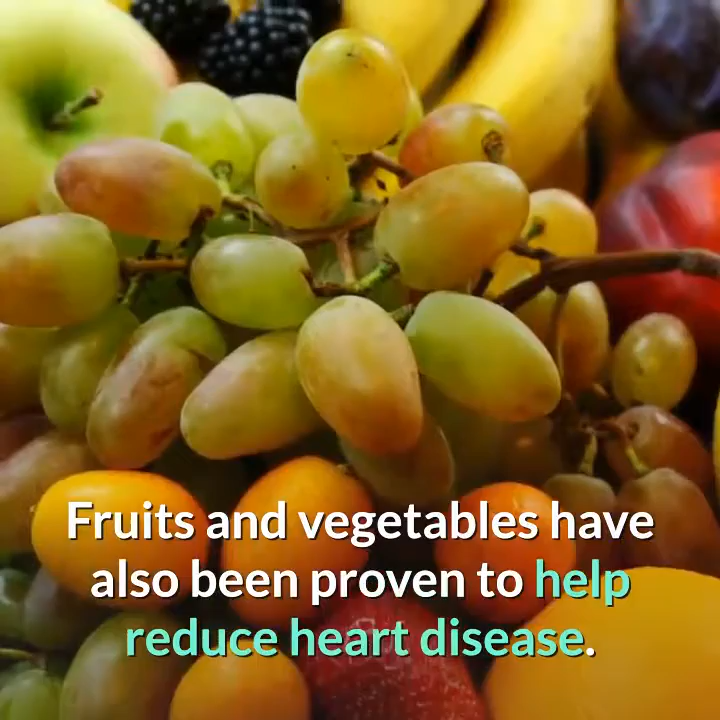 Fruits and vegetables have
also been proven to help
reduce heart disease.